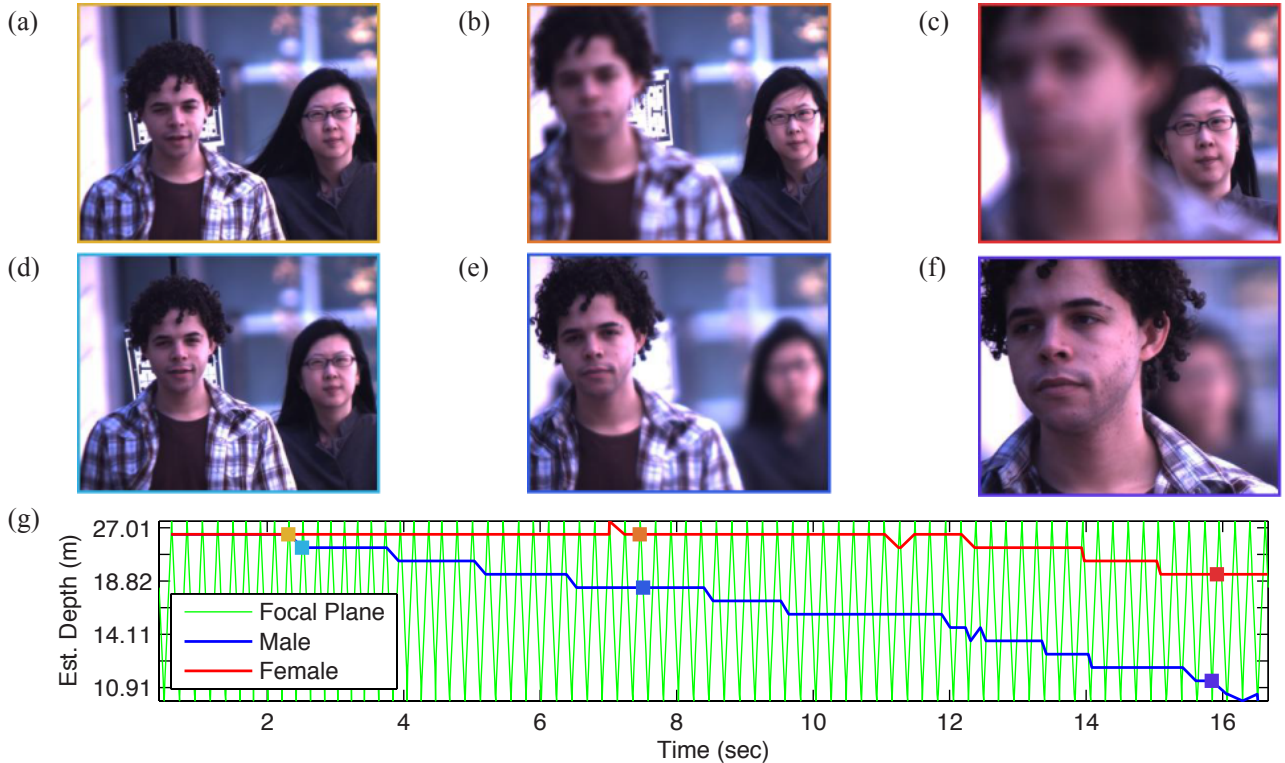 (a)
(b)
(c)
(d)
(e)
(f)
(g)
Est. Depth (m)
27.01
18.82
14.11
10.91
Focal Plane
Male
Female
2 4 6 8 10 12 14 16
Time (sec)